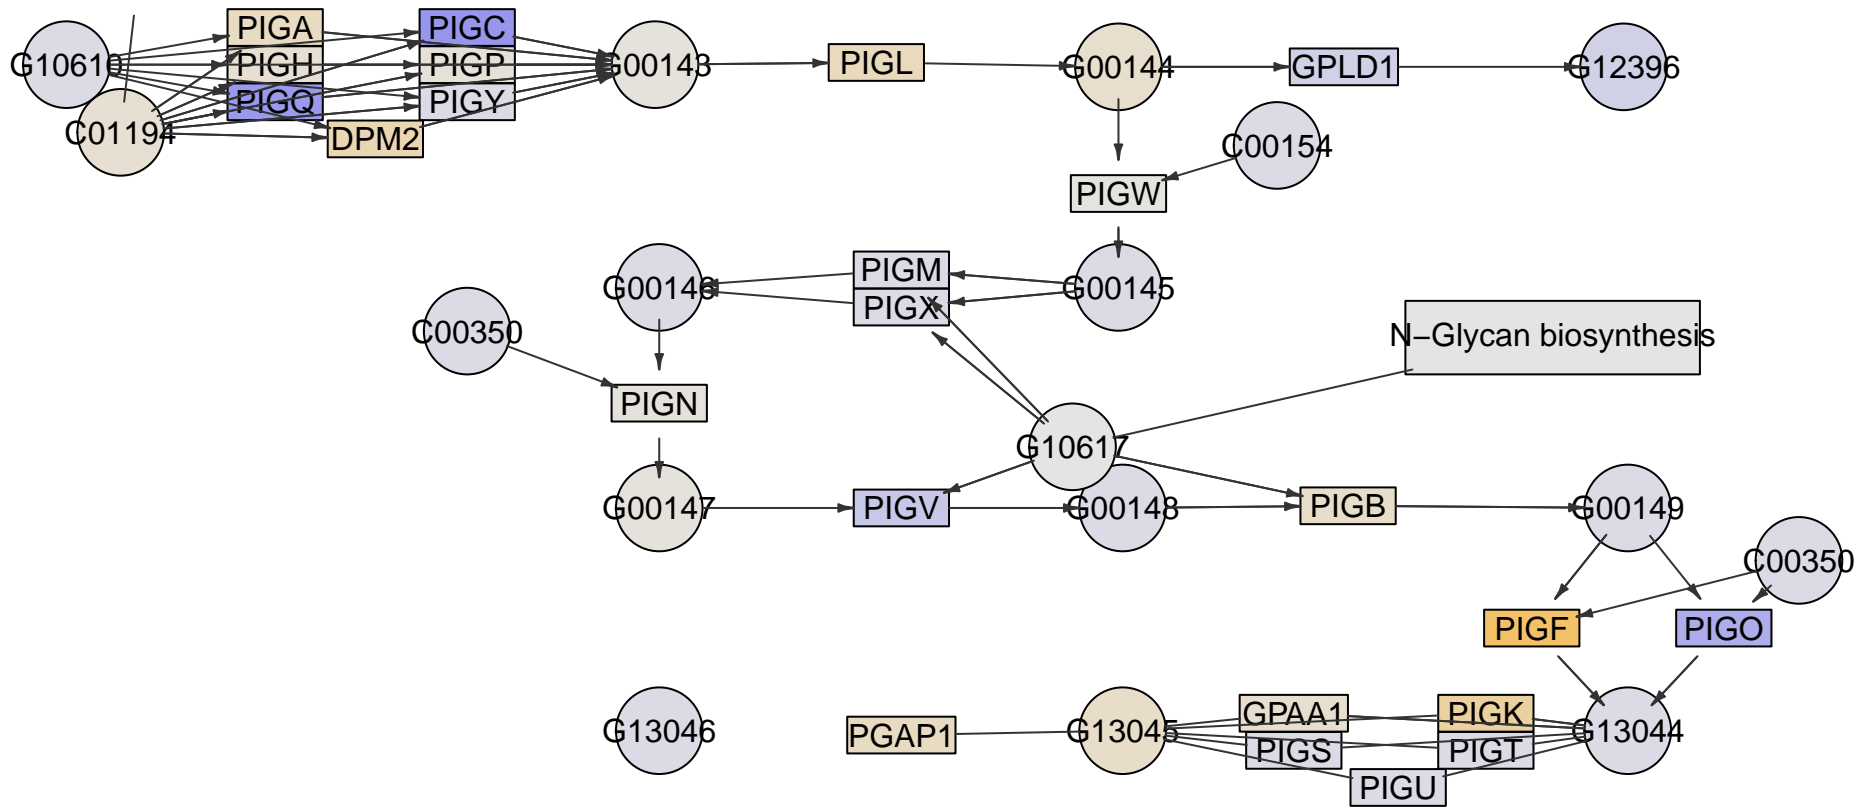 PIGA
PIGC
G10610
PIGH
PIGP
G00143
PIGL
G00144
GPLD1
G12396
PIGQ
PIGY
C01194
DPM2
C00154
PIGW
PIGM
G00146
G00145
PIGX
C00350
N−Glycan biosynthesis
PIGN
G10617
G00147
PIGV
G00148
PIGB
G00149
C00350
PIGF
PIGO
GPAA1
PIGK
G13046
PGAP1
G13045
G13044
PIGS
PIGT
PIGU